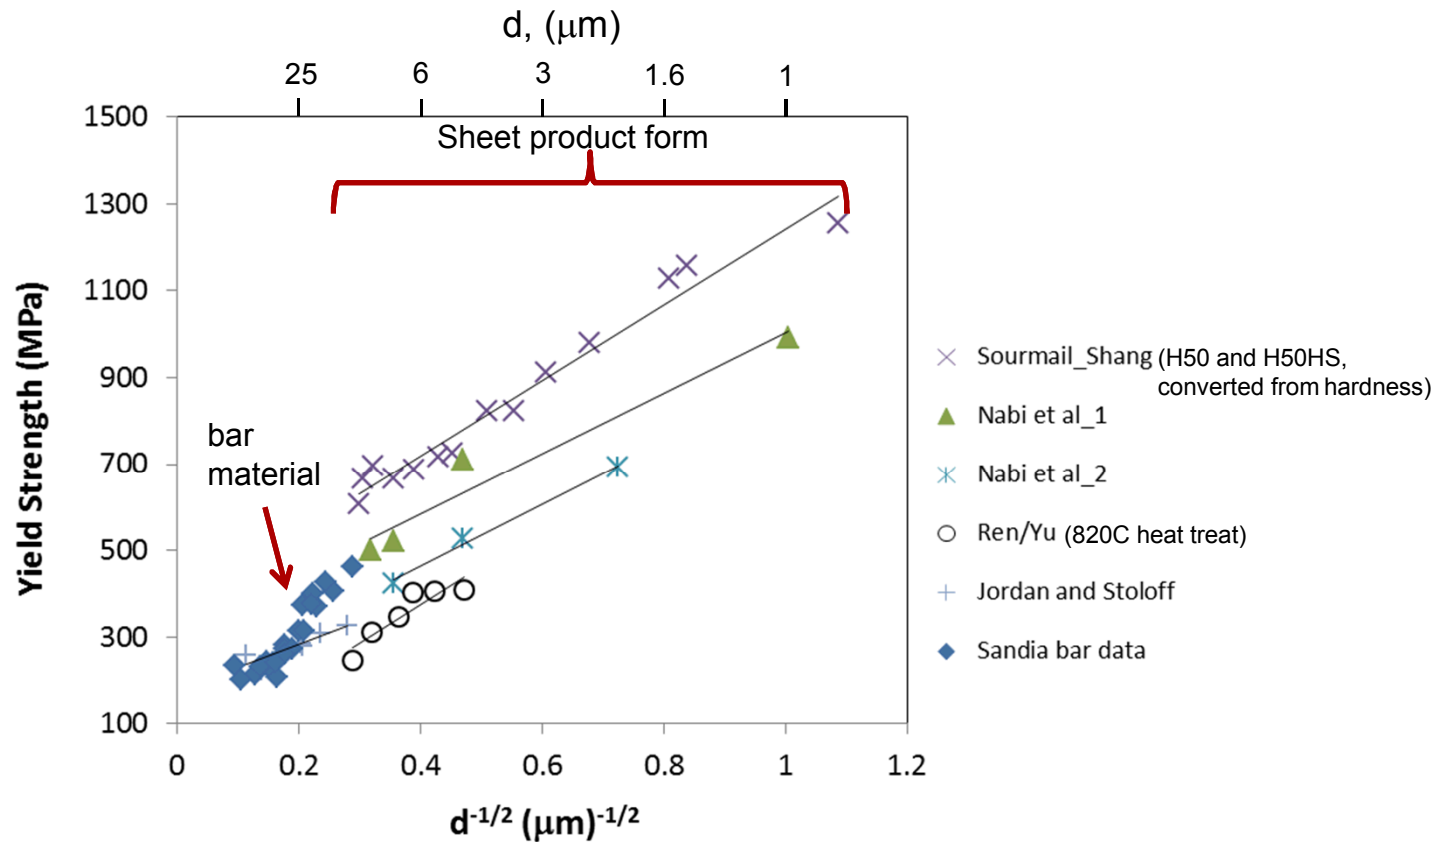 d, (μm)
25 6 3 1.6 1
Sheet product form
1500
1300
1100
900
700
500
300
100
Yield Strength (MPa)
bar
material
0 0.2 0.4 0.6 0.8 1 1.2
d-1/2 (μm)-1/2
Sourmail_Shang (H50 and H50HS,
converted from hardness)
Nabi et al_1
Nabi et al_2
Ren/Yu (820C heat treat)
Jordan and Stoloff
Sandia bar data